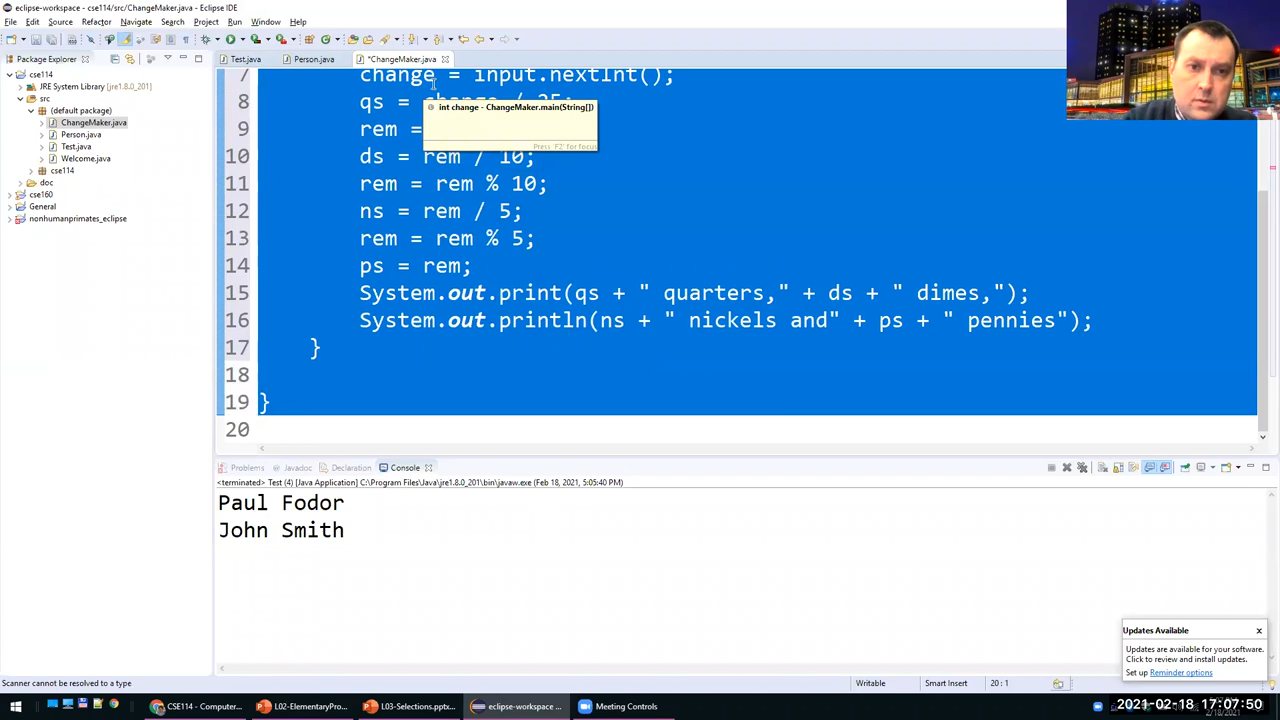 eclipse-workspace - cse114/src/ChangeMaker.java - Eclipse IDE
File Edit Source Refactor Navigate Search Project Run Window Help
Package Explorer
Test.java Person.java *ChangeMaker.java
cse114
JRE System Library [jre1.8.0_201]
src
(default package)
ChangeMaker.java
Person.java
Test.java
Welcome.java
cse114
doc
cse160
General
nonhumanprimates_eclipse
7 change = input.nextInt();
8 qs =
int change - ChangeMaker.main(String[])
Press 'F2' for focus
9 rem =
10 ds = rem / 10;
11 rem = rem % 10;
12 ns = rem / 5;
13 rem = rem % 5;
14 ps = rem;
15 System.out.print(qs + " quarters," + ds + " dimes,");
16 System.out.println(ns + " nickels and" + ps + " pennies");
17 }
18
19 }
20
Problems Javadoc Declaration Console
<terminated> Test (4) [Java Application] C:\Program Files\Java\jre1.8.0_201\bin\javaw.exe (Feb 18, 2021, 5:05:40 PM)
Paul Fodor
John Smith
Updates Available
Updates are available for your software.
Click to review and install updates.
Set up Reminder options
Scanner cannot be resolved to a type
Writable Smart Insert 20 : 1
CSE114 - Computer... L02-ElementaryPro... L03-Selections.pptx... eclipse-workspace ... Meeting Controls
2021-02-18 17:07:50